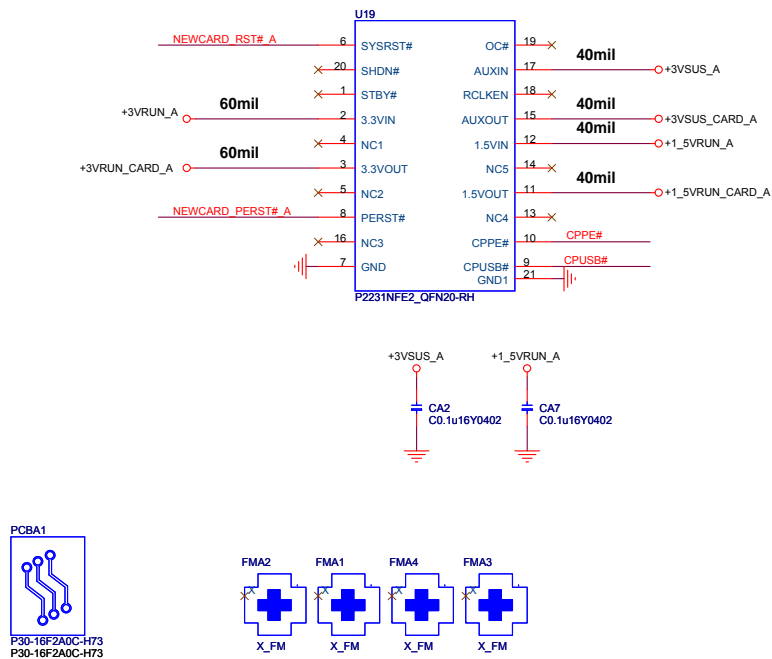 U19
NEWCARD_RST#_A
6
SYSRST#
OC#
19
20
SHDN#
AUXIN
17
40mil
+3VSUS_A
1
STBY#
RCLKEN
18
+3VRUN_A
60mil
2
3.3VIN
AUXOUT
15
40mil
+3VSUS_CARD_A
4
NC1
1.5VIN
12
40mil
+1_5VRUN_A
+3VRUN_CARD_A
60mil
3
3.3VOUT
NC5
14
5
NC2
1.5VOUT
11
40mil
+1_5VRUN_CARD_A
NEWCARD_PERST#_A
8
PERST#
NC4
13
16
NC3
CPPE#
10
CPPE#
7
GND
CPUSB#
9
CPUSB#
GND1
21
P2231NFE2_QFN20-RH
+3VSUS_A
+1_5VRUN_A
CA2
C0.1u16Y0402
CA7
C0.1u16Y0402
PCBA1
P30-16F2A0C-H73
P30-16F2A0C-H73
FMA2
FMA1
FMA4
FMA3
X
X
X
X
X_FM
X_FM
X_FM
X_FM